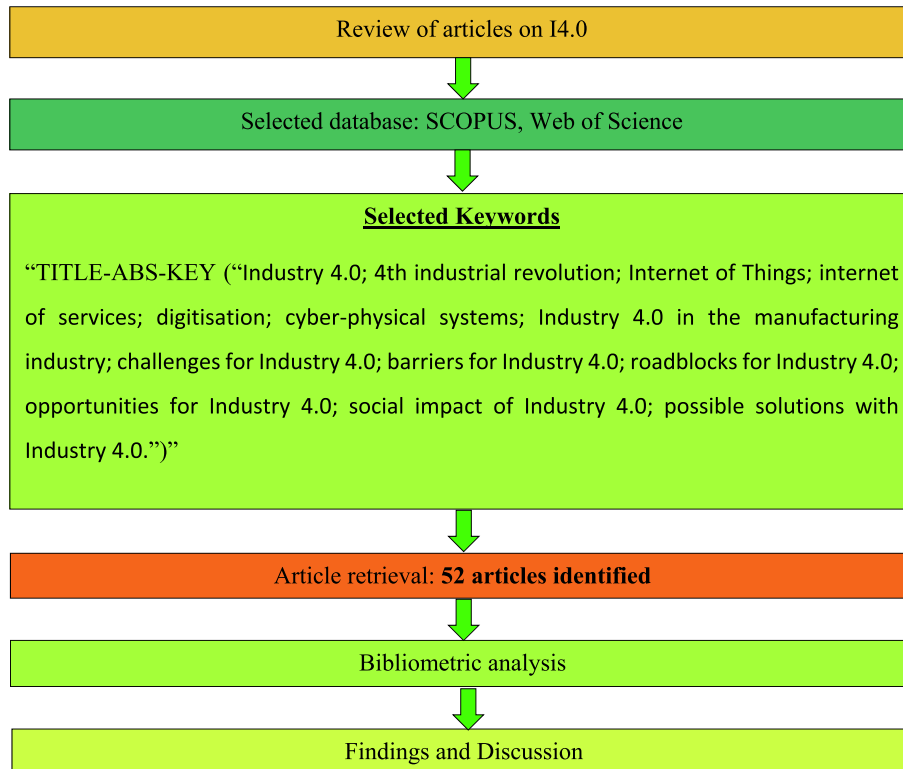 Review of articles on I4.0
Selected database: SCOPUS, Web of Science
Selected Keywords
“TITLE-ABS-KEY (“Industry 4.0; 4th industrial revolution; Internet of Things; internet
of services; digitisation; cyber-physical systems; Industry 4.0 in the manufacturing
industry; challenges for Industry 4.0; barriers for Industry 4.0; roadblocks for Industry 4.0;
opportunities for Industry 4.0; social impact of Industry 4.0; possible solutions with
Industry 4.0.”)”
Article retrieval: 52 articles identified
Bibliometric analysis
Findings and Discussion